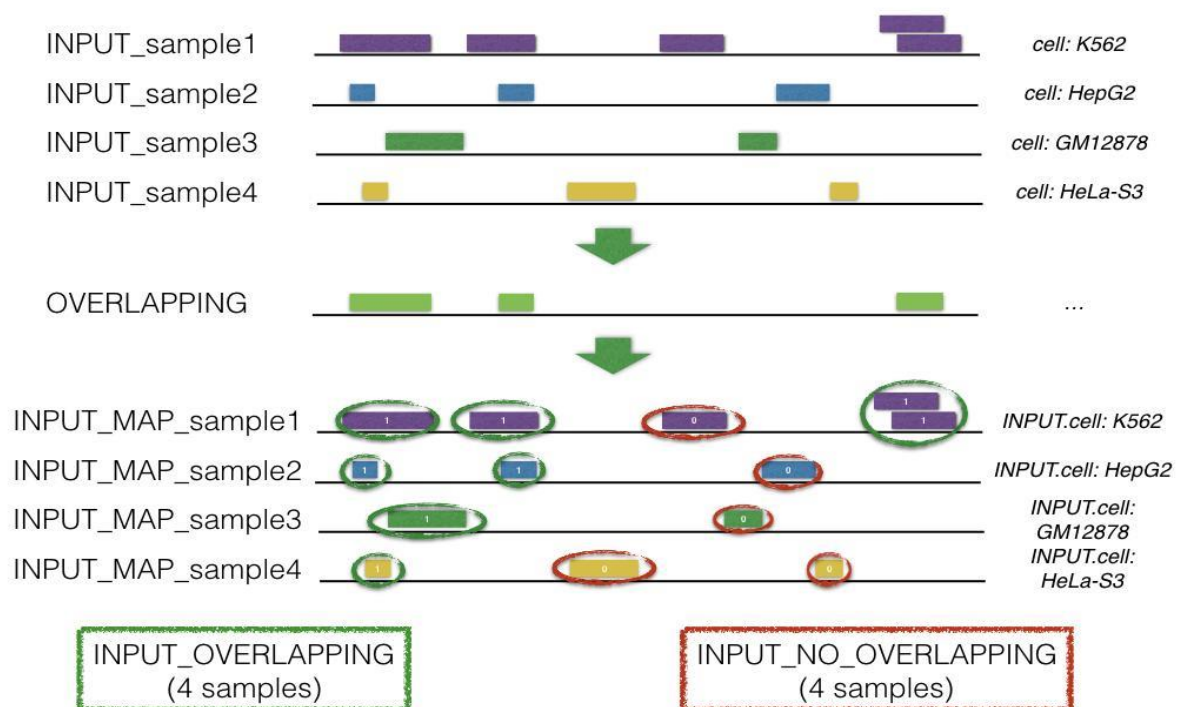 INPUT_sample1 cell: K562
INPUT_sample2 cell: HepG2
INPUT_sample3 cell: GM12878
INPUT_sample4 cell: HeLa-S3
OVERLAPPING ...
INPUT_MAP_sample1 1 1 0 1 1 INPUT.cell: K562
INPUT_MAP_sample2 1 1 0 INPUT.cell: HepG2
INPUT_MAP_sample3 1 0 INPUT.cell:
GM12878
INPUT_MAP_sample4 1 0 0 INPUT.cell:
HeLa-S3
INPUT_OVERLAPPING
(4 samples)
INPUT_NO_OVERLAPPING
(4 samples)